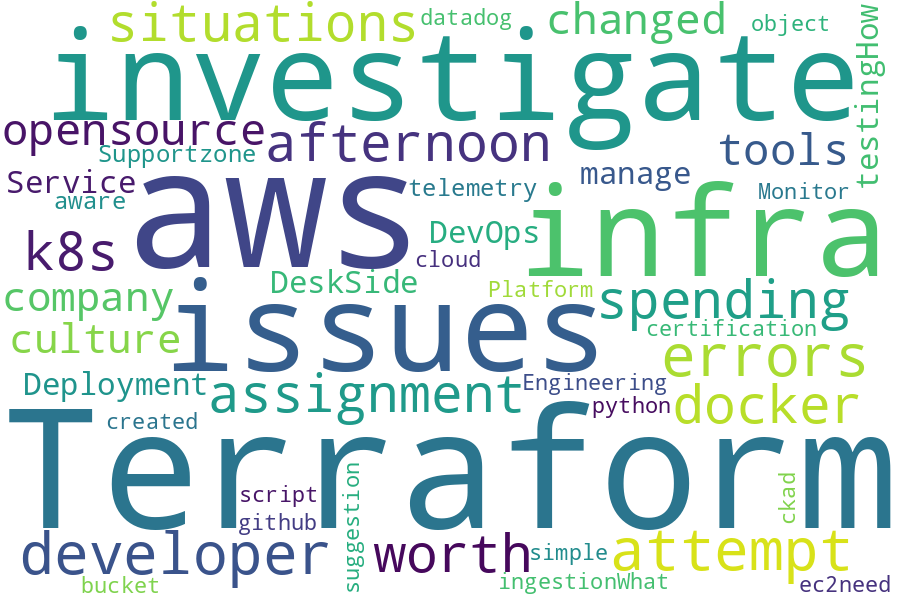 situations
datadog
changed
object
investigate
testingHow
opensource
afternoon
tools
Supportzone
Service
aws
telemetry
manage
Monitor
aware
infra
k8s
DevOps
cloud
DeskSide
company
issues
Platform
spending
culture
certification
errors
Deployment
assignment
Engineering
docker
python
created
Terraform
script
suggestion
github
ckad
developer
worth
simple
attempt
bucket
ingestionWhat
ec2need